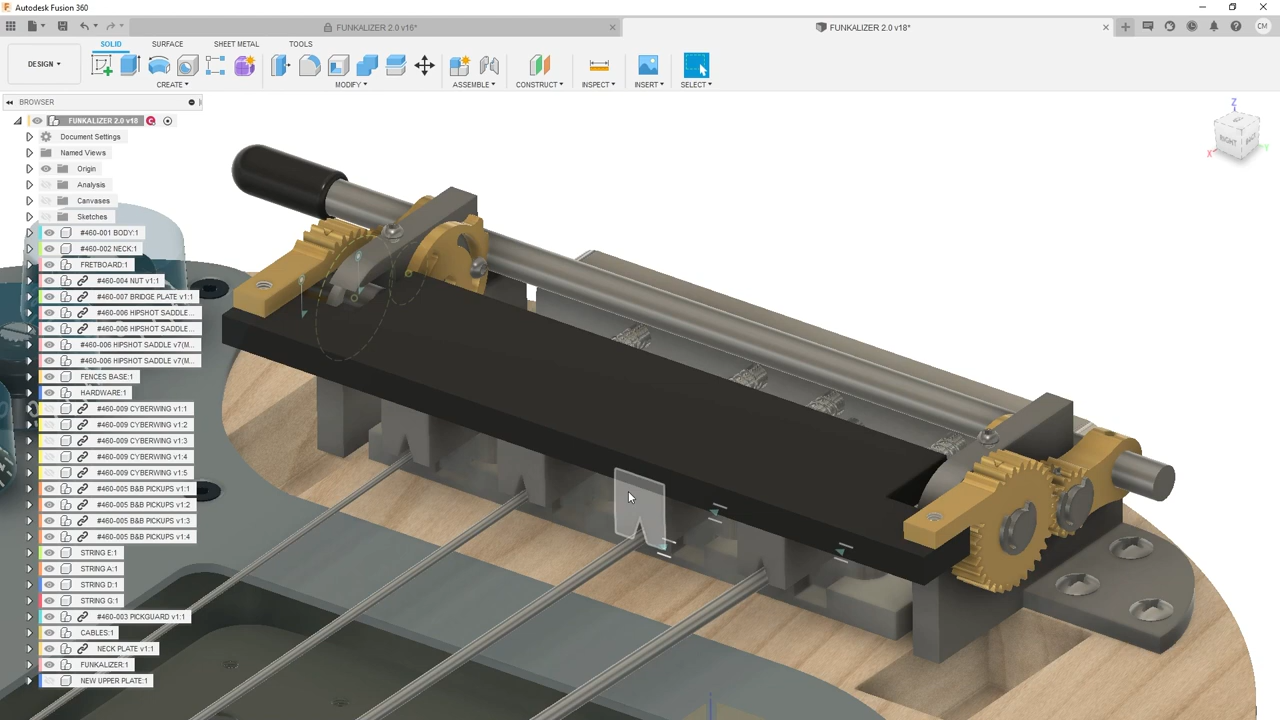 Autodesk Fusion 360
FUNKALIZER 2.0 v16*
FUNKALIZER 2.0 v18*
CM
SOLID
SURFACE
SHEET METAL
TOOLS
DESIGN
CREATE
MODIFY
ASSEMBLE
CONSTRUCT
INSPECT
INSERT
SELECT
BROWSER
FUNKALIZER 2.0 v18
Document Settings
Named Views
Origin
Analysis
Canvases
Sketches
#460-001 BODY:1
#460-002 NECK:1
FRETBOARD:1
#460-004 NUT v1:1
#460-007 BRIDGE PLATE v1:1
#460-006 HIPSHOT SADDLE...
#460-006 HIPSHOT SADDLE...
#460-006 HIPSHOT SADDLE v7(M...
#460-006 HIPSHOT SADDLE v7(M...
FENCES BASE:1
HARDWARE:1
#460-009 CYBERWING v1:1
#460-009 CYBERWING v1:2
#460-009 CYBERWING v1:3
#460-009 CYBERWING v1:4
#460-009 CYBERWING v1:5
#460-005 B&B PICKUPS v1:1
#460-005 B&B PICKUPS v1:2
#460-005 B&B PICKUPS v1:3
#460-005 B&B PICKUPS v1:4
STRING E:1
STRING A:1
STRING D:1
STRING G:1
#460-003 PICKGUARD v1:1
CABLES:1
NECK PLATE v1:1
FUNKALIZER:1
NEW UPPER PLATE:1
Z
RIGHT
X
Y